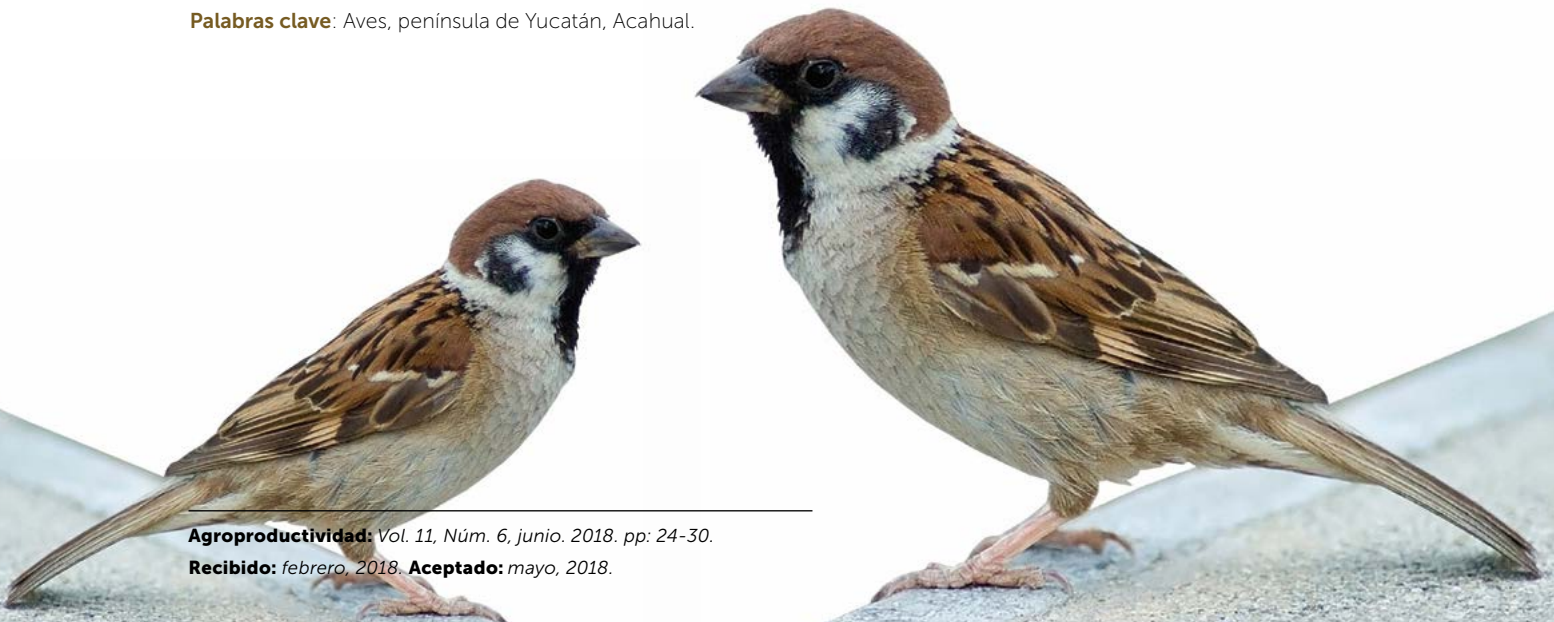 Palabras clave: Aves, península de Yucatán, Acahual.
Agroproductividad: Vol. 11, Núm. 6, junio. 2018. pp: 24-30.
Recibido: febrero, 2018. Aceptado: mayo, 2018.